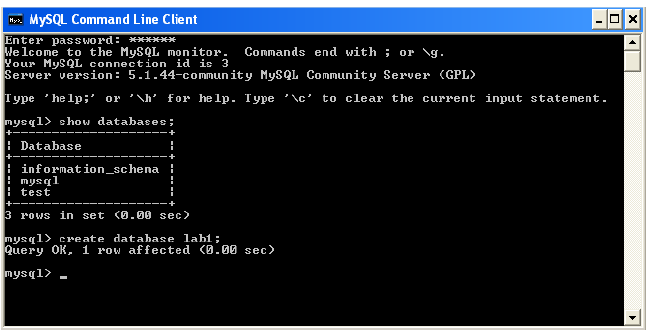 MySQL Command Line Client
Enter password: ******
Welcome to the MySQL monitor.  Commands end with ; or \g.
Your MySQL connection id is 3
Server version: 5.1.44-community MySQL Community Server (GPL)
Type 'help;' or '\h' for help. Type '\c' to clear the current input statement.
mysql> show databases;
+--------------------+
| Database           |
+--------------------+
| information_schema |
| mysql              |
| test               |
+--------------------+
3 rows in set (0.00 sec)
mysql> create database lab1;
Query OK, 1 row affected (0.00 sec)
mysql> _